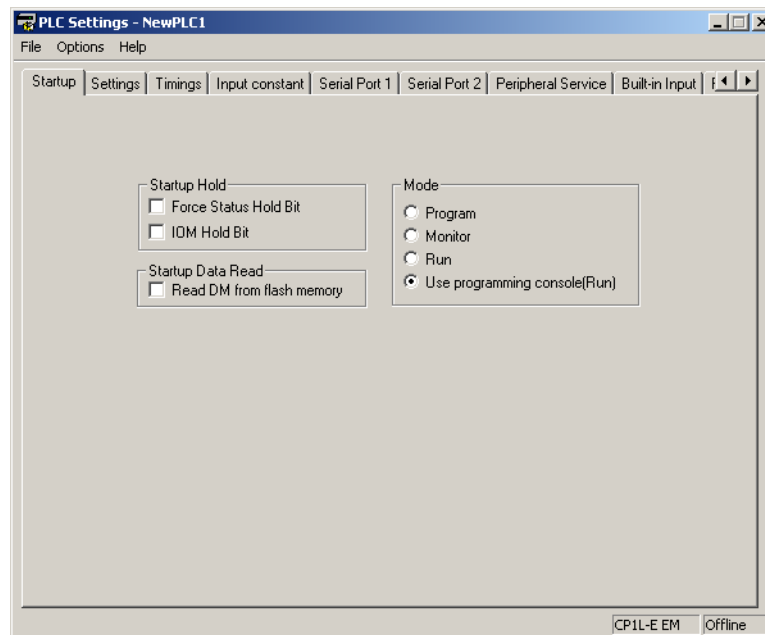 PLC Settings - NewPLC1
File Options Help
Startup Settings Timings Input constant Serial Port 1 Serial Port 2 Peripheral Service Built-in Input
Startup Hold
Force Status Hold Bit
IOM Hold Bit
Startup Data Read
Read DM from flash memory
Mode
Program
Monitor
Run
Use programming console(Run)
CP1L-E EM Offline